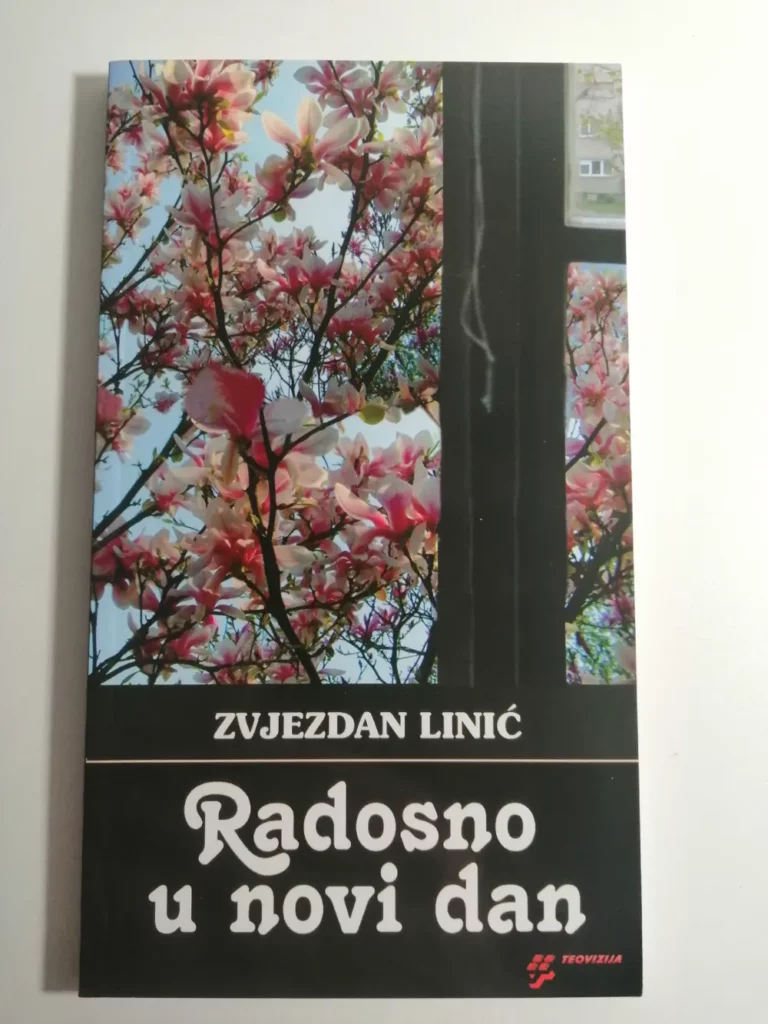 ZVJEZDAN LINIĆ
Radosno
u novi dan
TEOVIZIJA